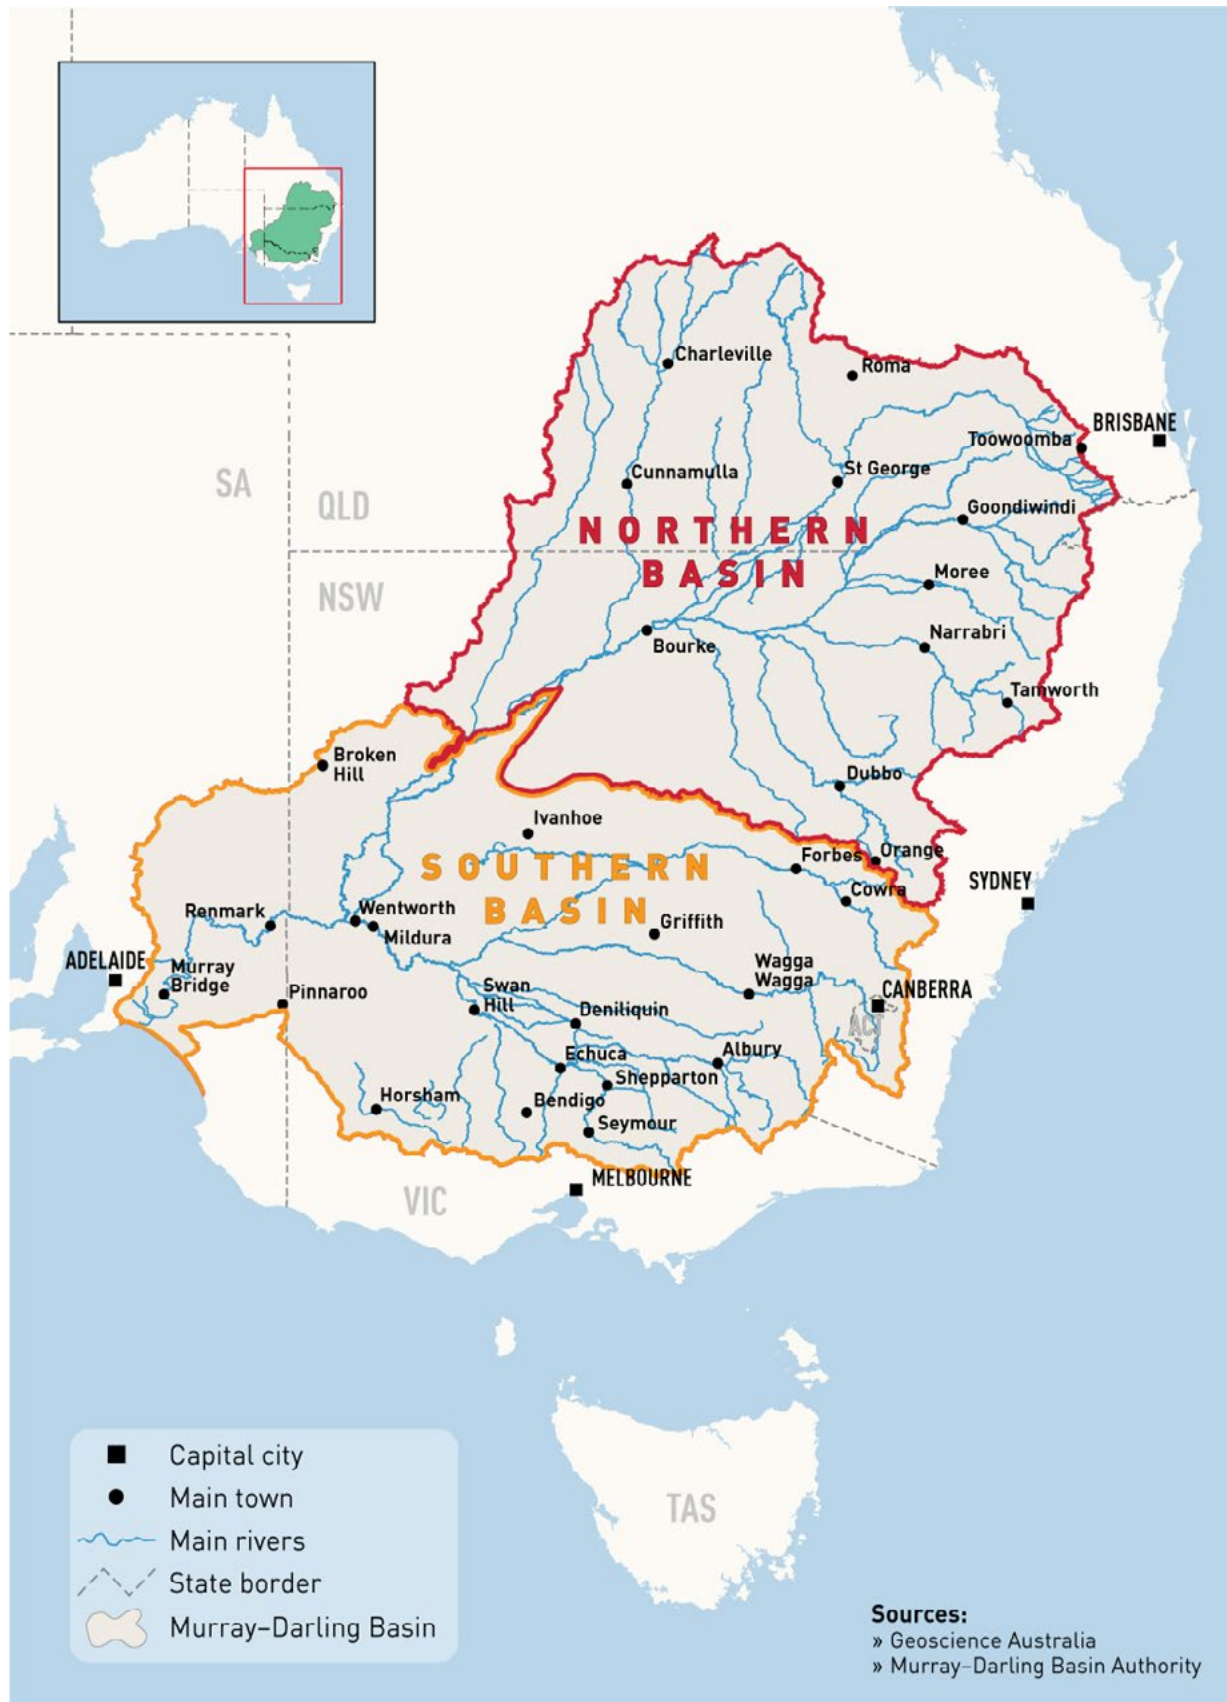 Charleville
Roma
BRISBANE
Toowoomba
SA
Cunnamulla
St George
QLD
Goondiwindi
NORTHERN
BASIN
Moree
NSW
Narrabri
Bourke
Tamworth
Broken
Hill
Dubbo
Ivanhoe
Forbes
Orange
SOUTHERN
BASIN
SYDNEY
Cowra
Renmark
Wentworth
Mildura
Griffith
ADELAIDE
Murray
Bridge
Wagga
Wagga
Pinnaroo
Swan
Hill
CANBERRA
Deniliquin
ACT
Echuca
Albury
Shepparton
Horsham
Bendigo
Seymour
MELBOURNE
VIC
TAS
Capital city
Main town
Main rivers
State border
Murray–Darling Basin
Sources:
» Geoscience Australia
» Murray–Darling Basin Authority